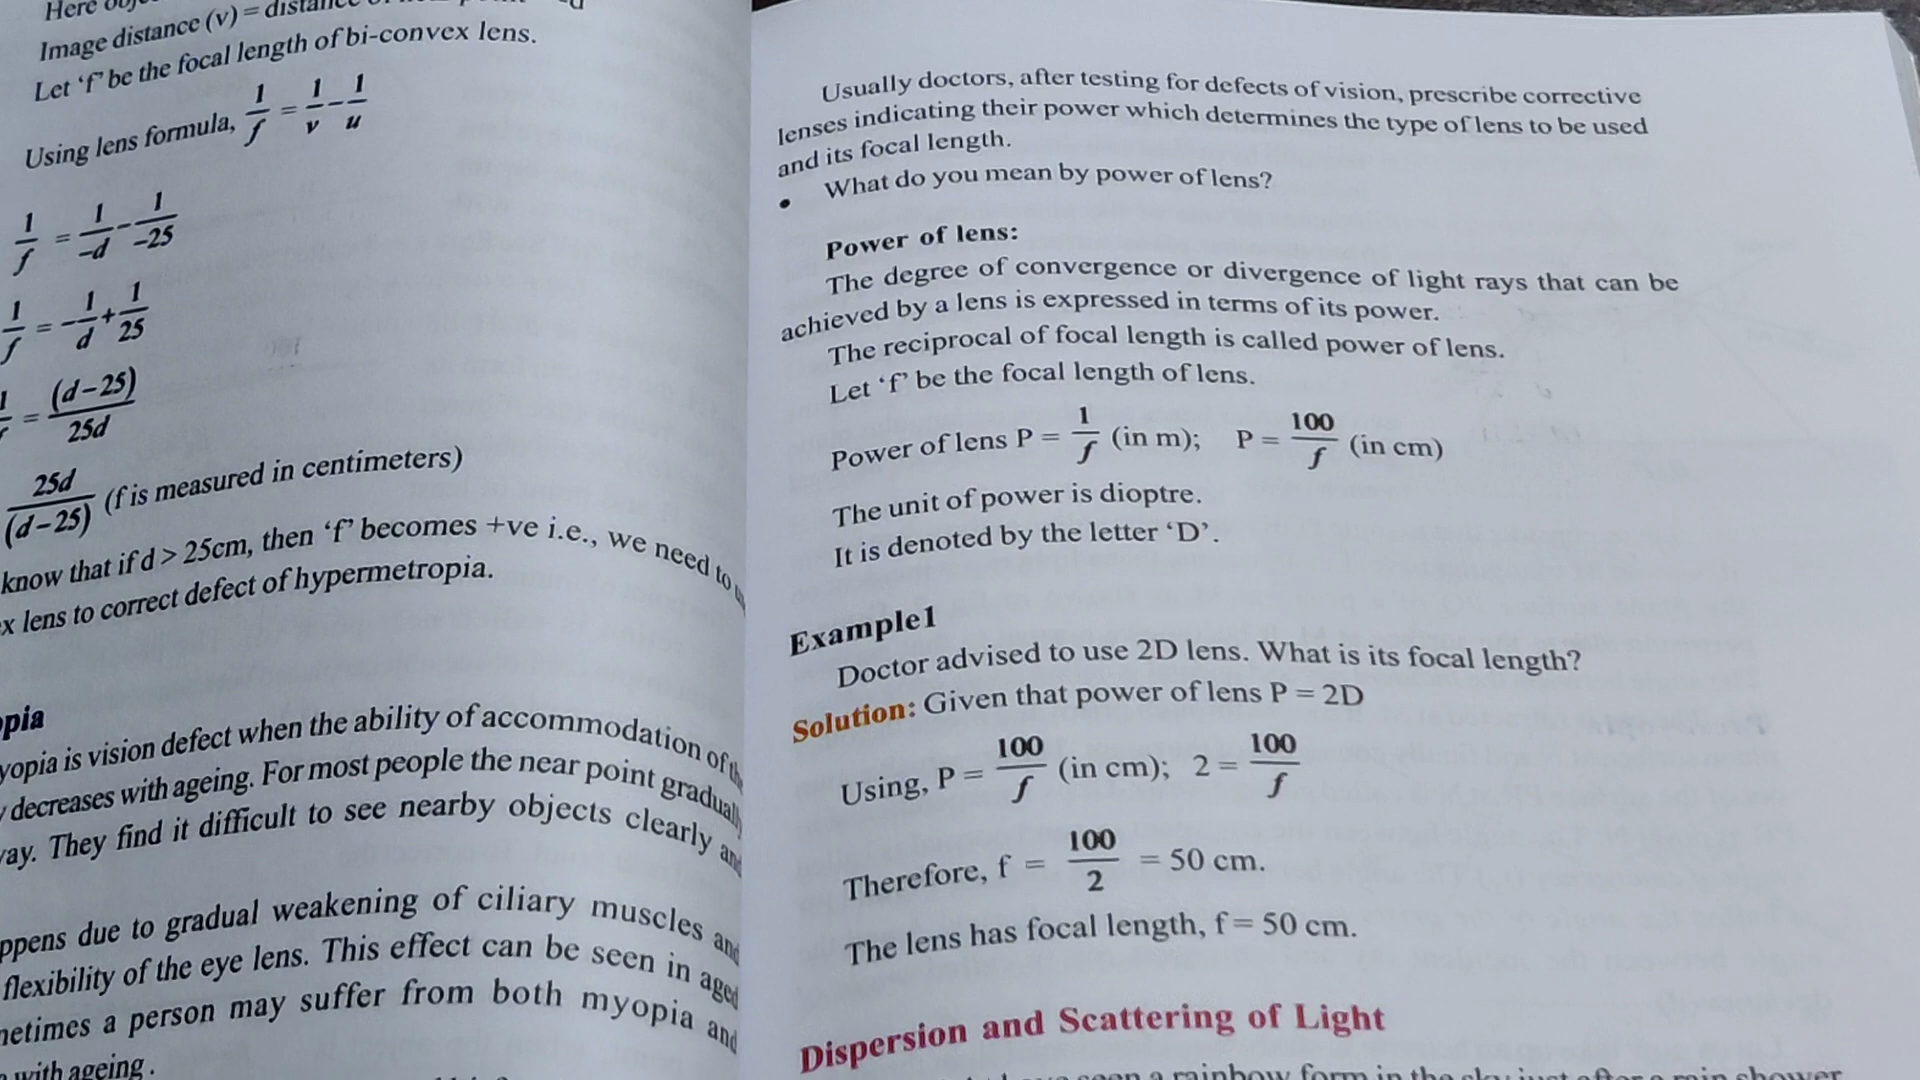 Here
Image distance (v) =
Let 'f' be the focal length of bi-convex lens.
Using lens formula, 1/f = 1/v - 1/u
1/f = 1/-d - 1/-25
1/f = -1/d + 1/25
= (d-25)/25d
25d/(d-25) (f is measured in centimeters)
know that if d > 25cm, then 'f' becomes +ve i.e., we need to
x lens to correct defect of hypermetropia.
opia
yopia is vision defect when the ability of accommodation of
decreases with ageing. For most people the near point gradually
ay. They find it difficult to see nearby objects clearly and
ppens due to gradual weakening of ciliary muscles and
flexibility of the eye lens. This effect can be seen in aged
netimes a person may suffer from both myopia and
with ageing.
Usually doctors, after testing for defects of vision, prescribe corrective
lenses indicating their power which determines the type of lens to be used
and its focal length.
• What do you mean by power of lens?
Power of lens:
The degree of convergence or divergence of light rays that can be
achieved by a lens is expressed in terms of its power.
The reciprocal of focal length is called power of lens.
Let 'f' be the focal length of lens.
Power of lens P = 1/f (in m); P = 100/f (in cm)
The unit of power is dioptre.
It is denoted by the letter 'D'.
Example1
Doctor advised to use 2D lens. What is its focal length?
Solution: Given that power of lens P = 2D
Using, P = 100/f (in cm); 2 = 100/f
Therefore, f = 100/2 = 50 cm.
The lens has focal length, f = 50 cm.
Dispersion and Scattering of Light
seen a rainbow form in the sky just after a rain shower